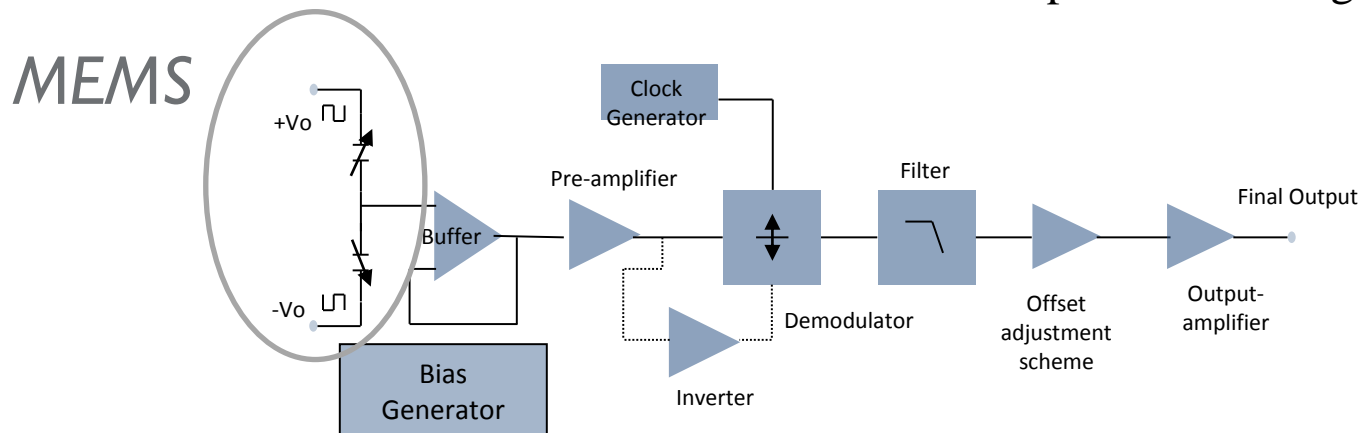 MEMS
+Vo
-Vo
Buffer
Bias
Generator
Pre-amplifier
Inverter
Clock
Generator
Demodulator
Filter
Offset
adjustment
scheme
Output-
amplifier
Final Output